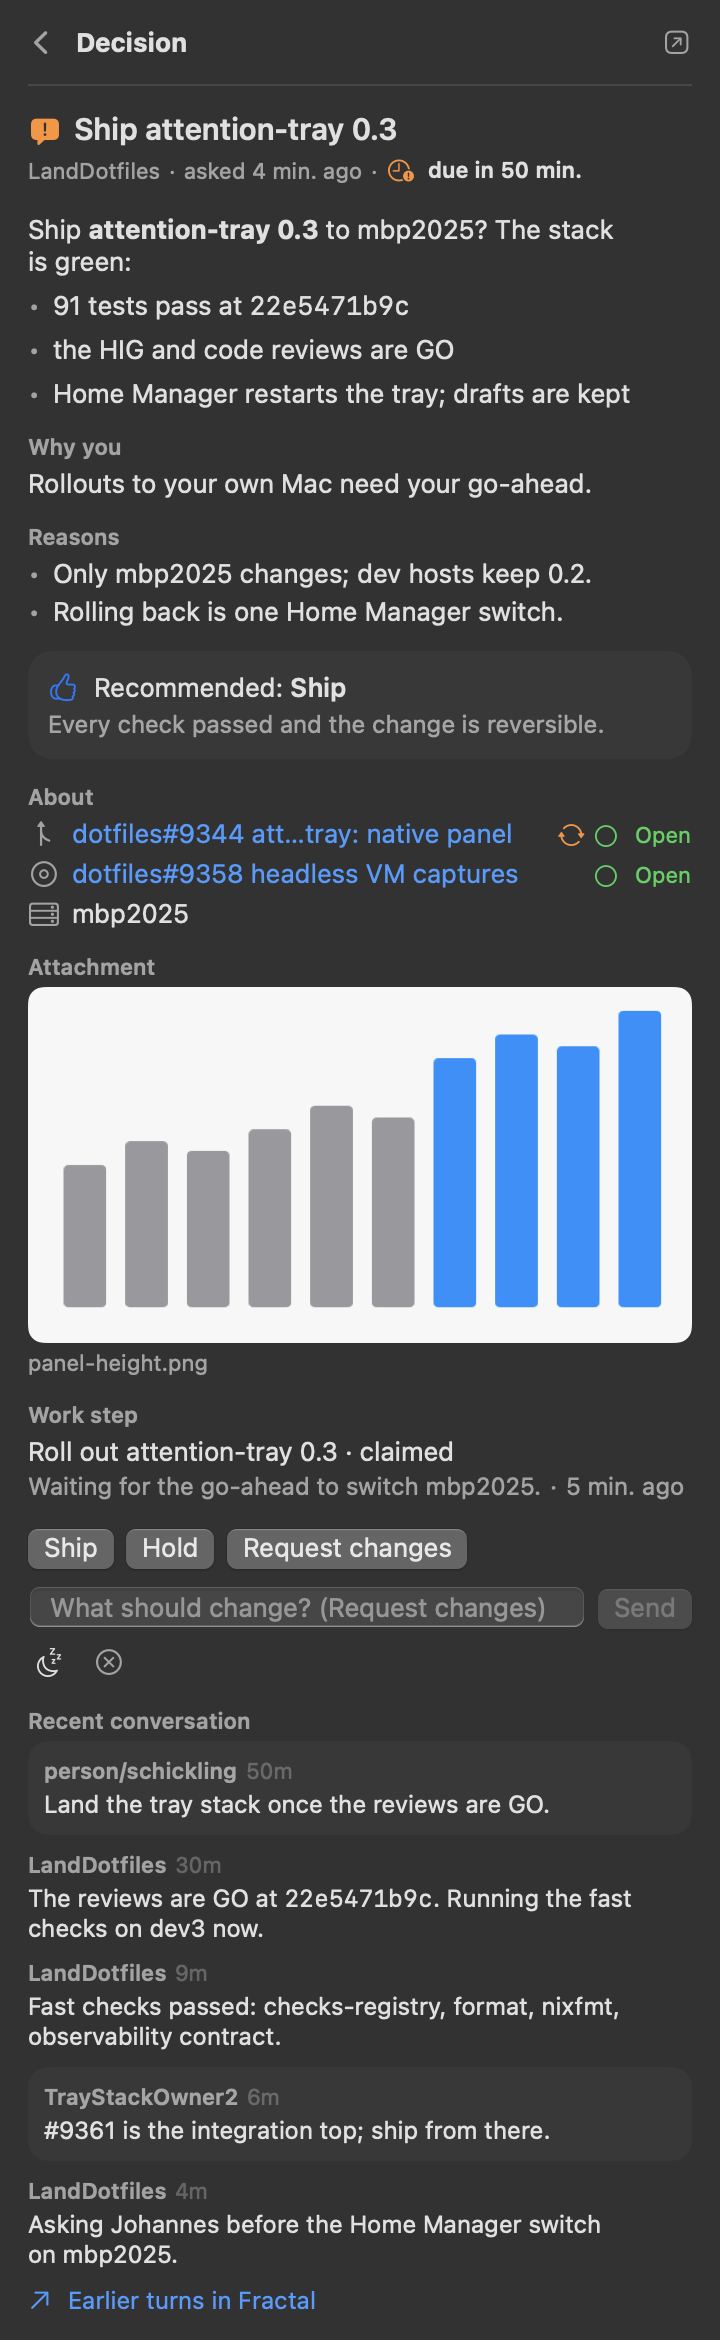 Decision
Ship attention-tray 0.3
LandDotfiles · asked 4 min. ago · due in 50 min.
Ship attention-tray 0.3 to mbp2025? The stack
is green:
• 91 tests pass at 22e5471b9c
• the HIG and code reviews are GO
• Home Manager restarts the tray; drafts are kept
Why you
Rollouts to your own Mac need your go-ahead.
Reasons
• Only mbp2025 changes; dev hosts keep 0.2.
• Rolling back is one Home Manager switch.
Recommended: Ship
Every check passed and the change is reversible.
About
dotfiles#9344 att...tray: native panel Open
dotfiles#9358 headless VM captures Open
mbp2025
Attachment
panel-height.png
Work step
Roll out attention-tray 0.3 · claimed
Waiting for the go-ahead to switch mbp2025. · 5 min. ago
Ship Hold Request changes
What should change? (Request changes) Send
Recent conversation
person/schickling 50m
Land the tray stack once the reviews are GO.
LandDotfiles 30m
The reviews are GO at 22e5471b9c. Running the fast
checks on dev3 now.
LandDotfiles 9m
Fast checks passed: checks-registry, format, nixfmt,
observability contract.
TrayStackOwner2 6m
#9361 is the integration top; ship from there.
LandDotfiles 4m
Asking Johannes before the Home Manager switch
on mbp2025.
Earlier turns in Fractal